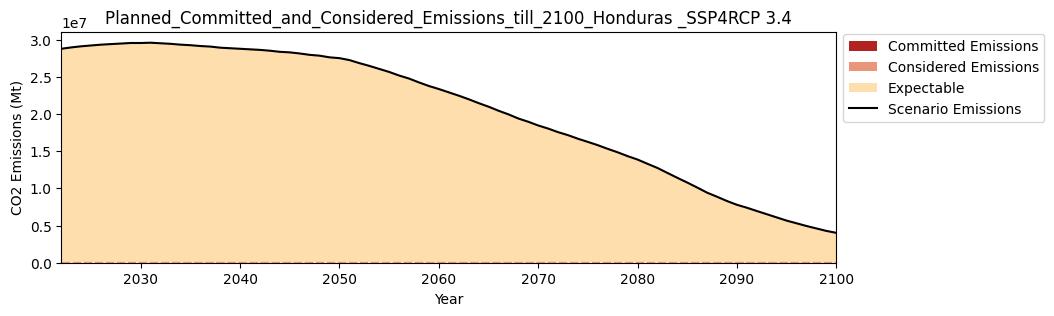 Planned_Committed_and_Considered_Emissions_till_2100_Honduras _SSP4RCP 3.4
1e7
3.0
2.5
2.0
1.5
1.0
0.5
0.0
CO2 Emissions (Mt)
2030 2040 2050 2060 2070 2080 2090 2100
Year
Committed Emissions
Considered Emissions
Expectable
Scenario Emissions